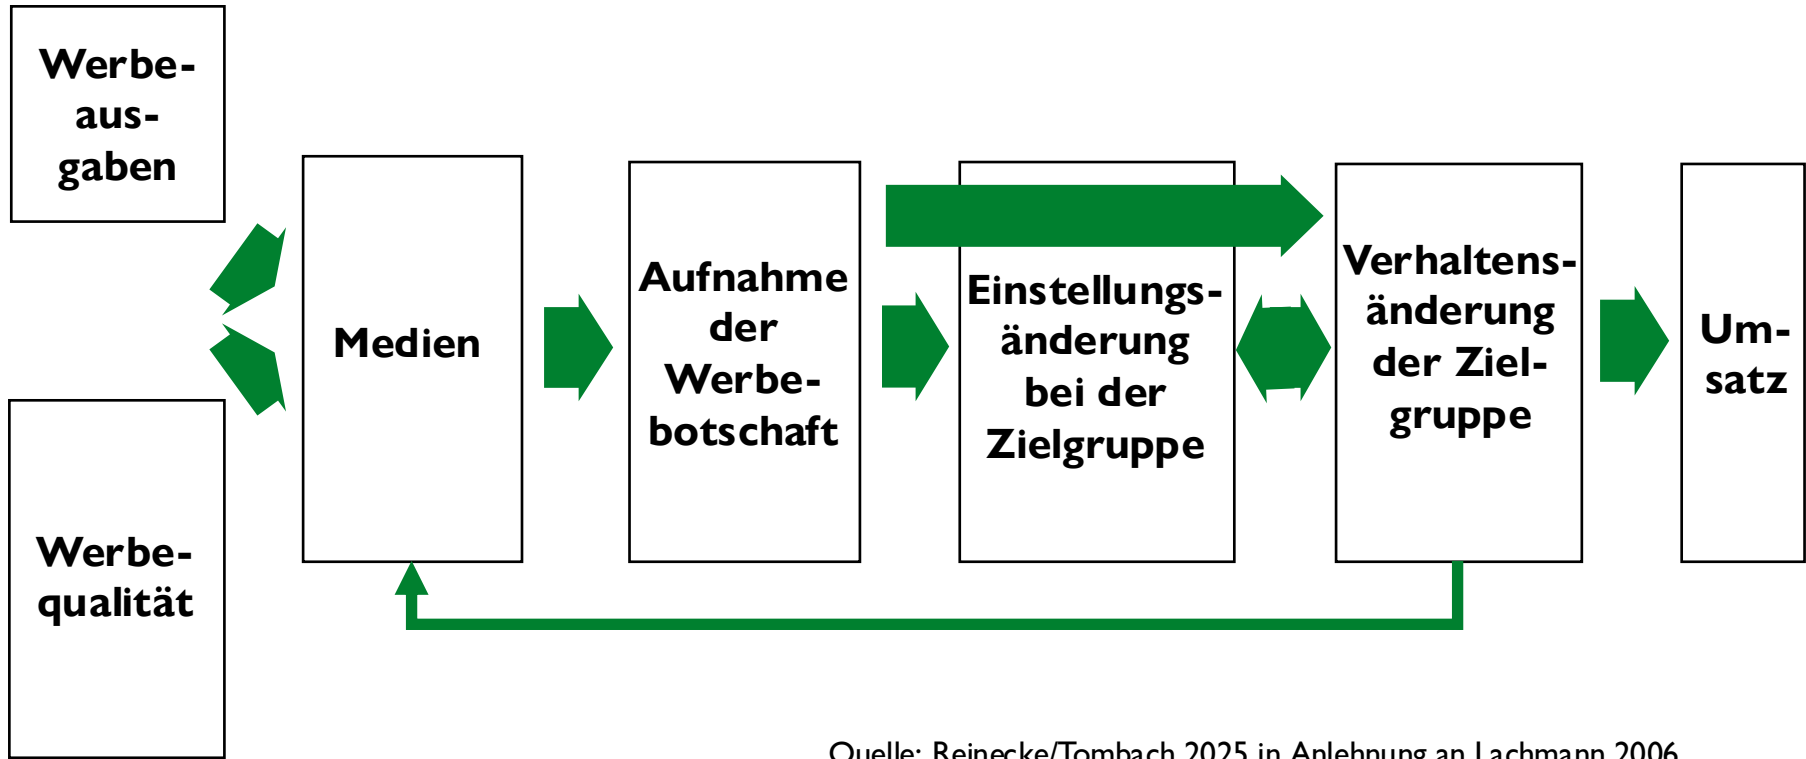 Werbe-
aus-
gaben
Werbe-
qualität
Medien
Aufnahme
der
Werbe-
botschaft
Einstellungs-
änderung
bei der
Zielgruppe
Verhaltens-
änderung
der Ziel-
gruppe
Um-
satz
Quelle: Reinecke/Tombach 2025 in Anlehnung an Lachmann 2006